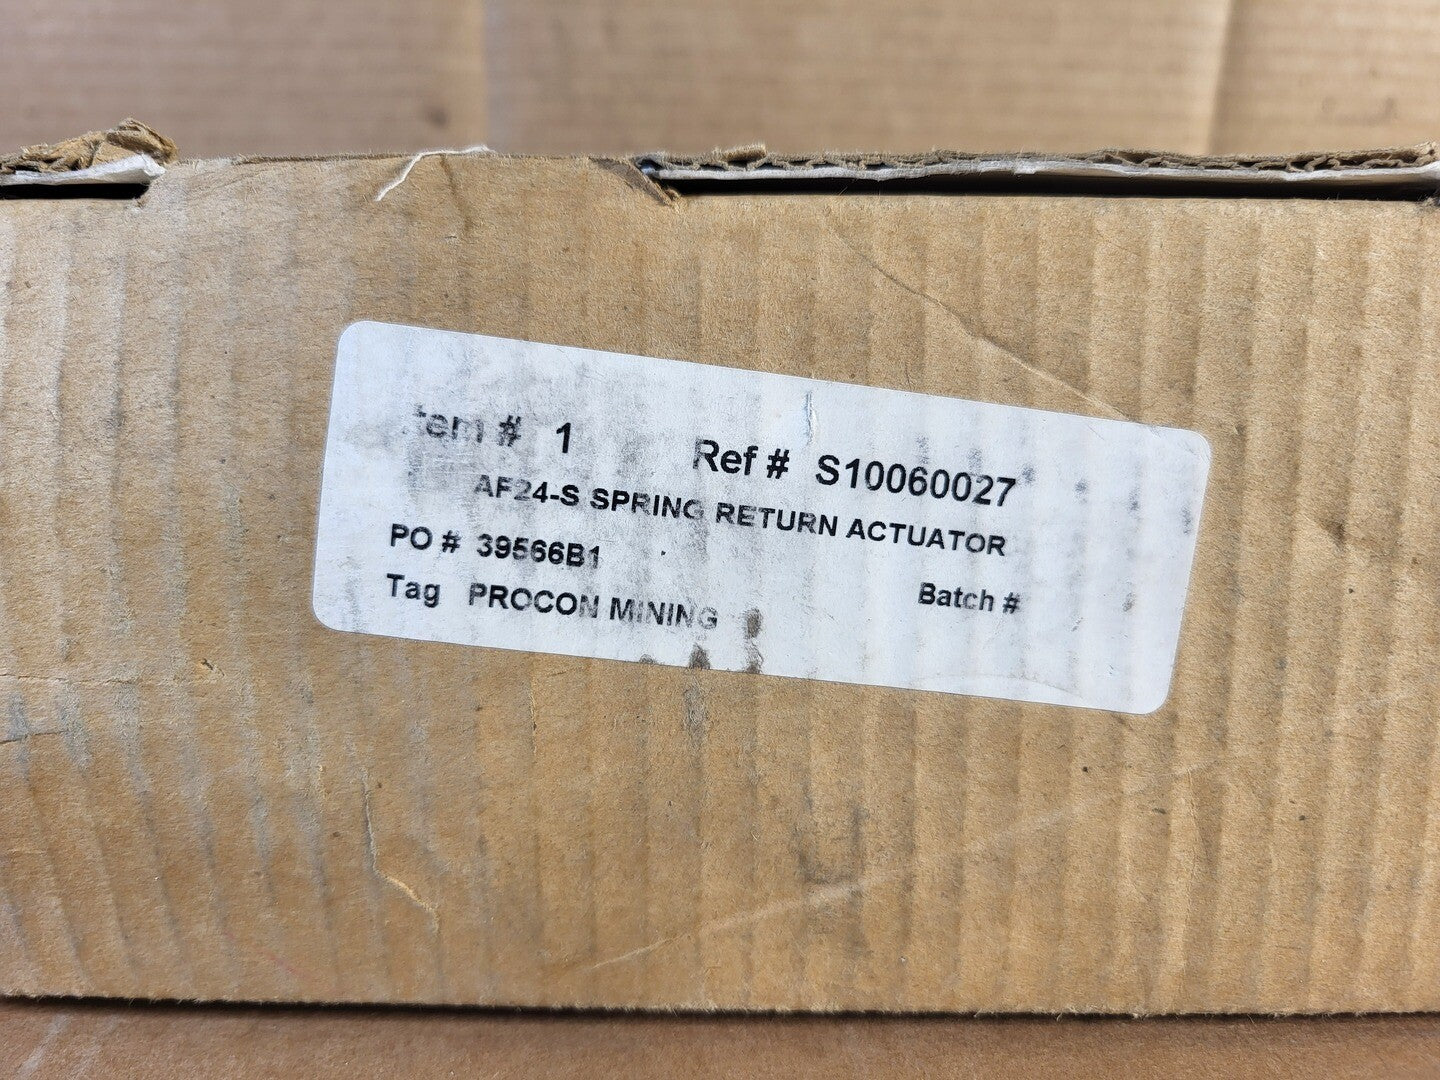 Item # 1 Ref # S10060027
AF24-S SPRING RETURN ACTUATOR
PO # 39566B1
Batch #
Tag PROCON MINING